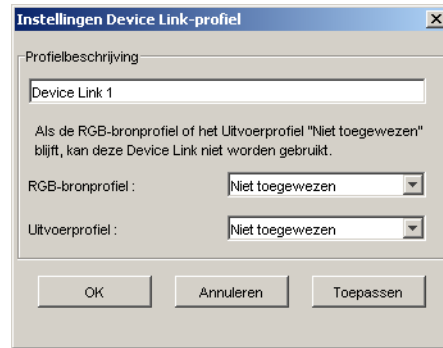 Instellingen Device Link-profiel
Profielbeschrijving
Device Link 1
Als de RGB-bronprofiel of het Uitvoerprofiel "Niet toegewezen"
blijft, kan deze Device Link niet worden gebruikt.
RGB-bronprofiel : Niet toegewezen
Uitvoerprofiel : Niet toegewezen
OK Annuleren Toepassen